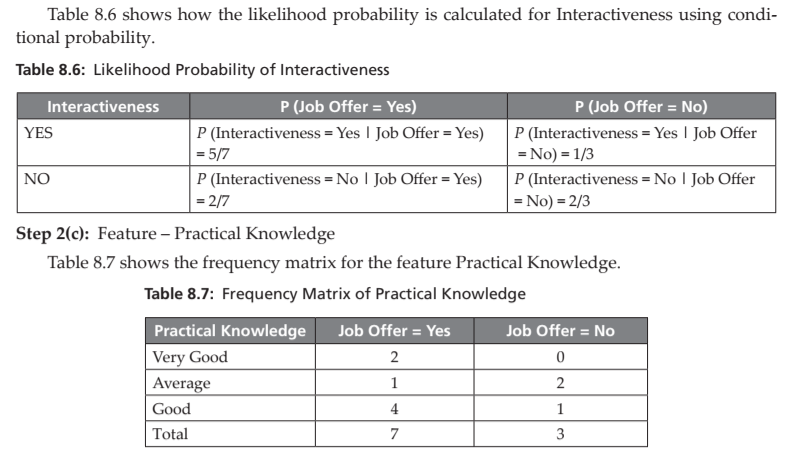 Table 8.6 shows how the likelihood probability is calculated for Interactiveness using condi-
tional probability.
Table 8.6: Likelihood Probability of Interactiveness
Interactiveness P (Job Offer = Yes) P (Job Offer = No)
YES P (Interactiveness = Yes | Job Offer = Yes) P (Interactiveness = Yes | Job Offer
= 5/7 = No) = 1/3
NO P (Interactiveness = No | Job Offer = Yes) P (Interactiveness = No | Job Offer
= 2/7 = No) = 2/3
Step 2(c): Feature – Practical Knowledge
Table 8.7 shows the frequency matrix for the feature Practical Knowledge.
Table 8.7: Frequency Matrix of Practical Knowledge
Practical Knowledge Job Offer = Yes Job Offer = No
Very Good 2 0
Average 1 2
Good 4 1
Total 7 3